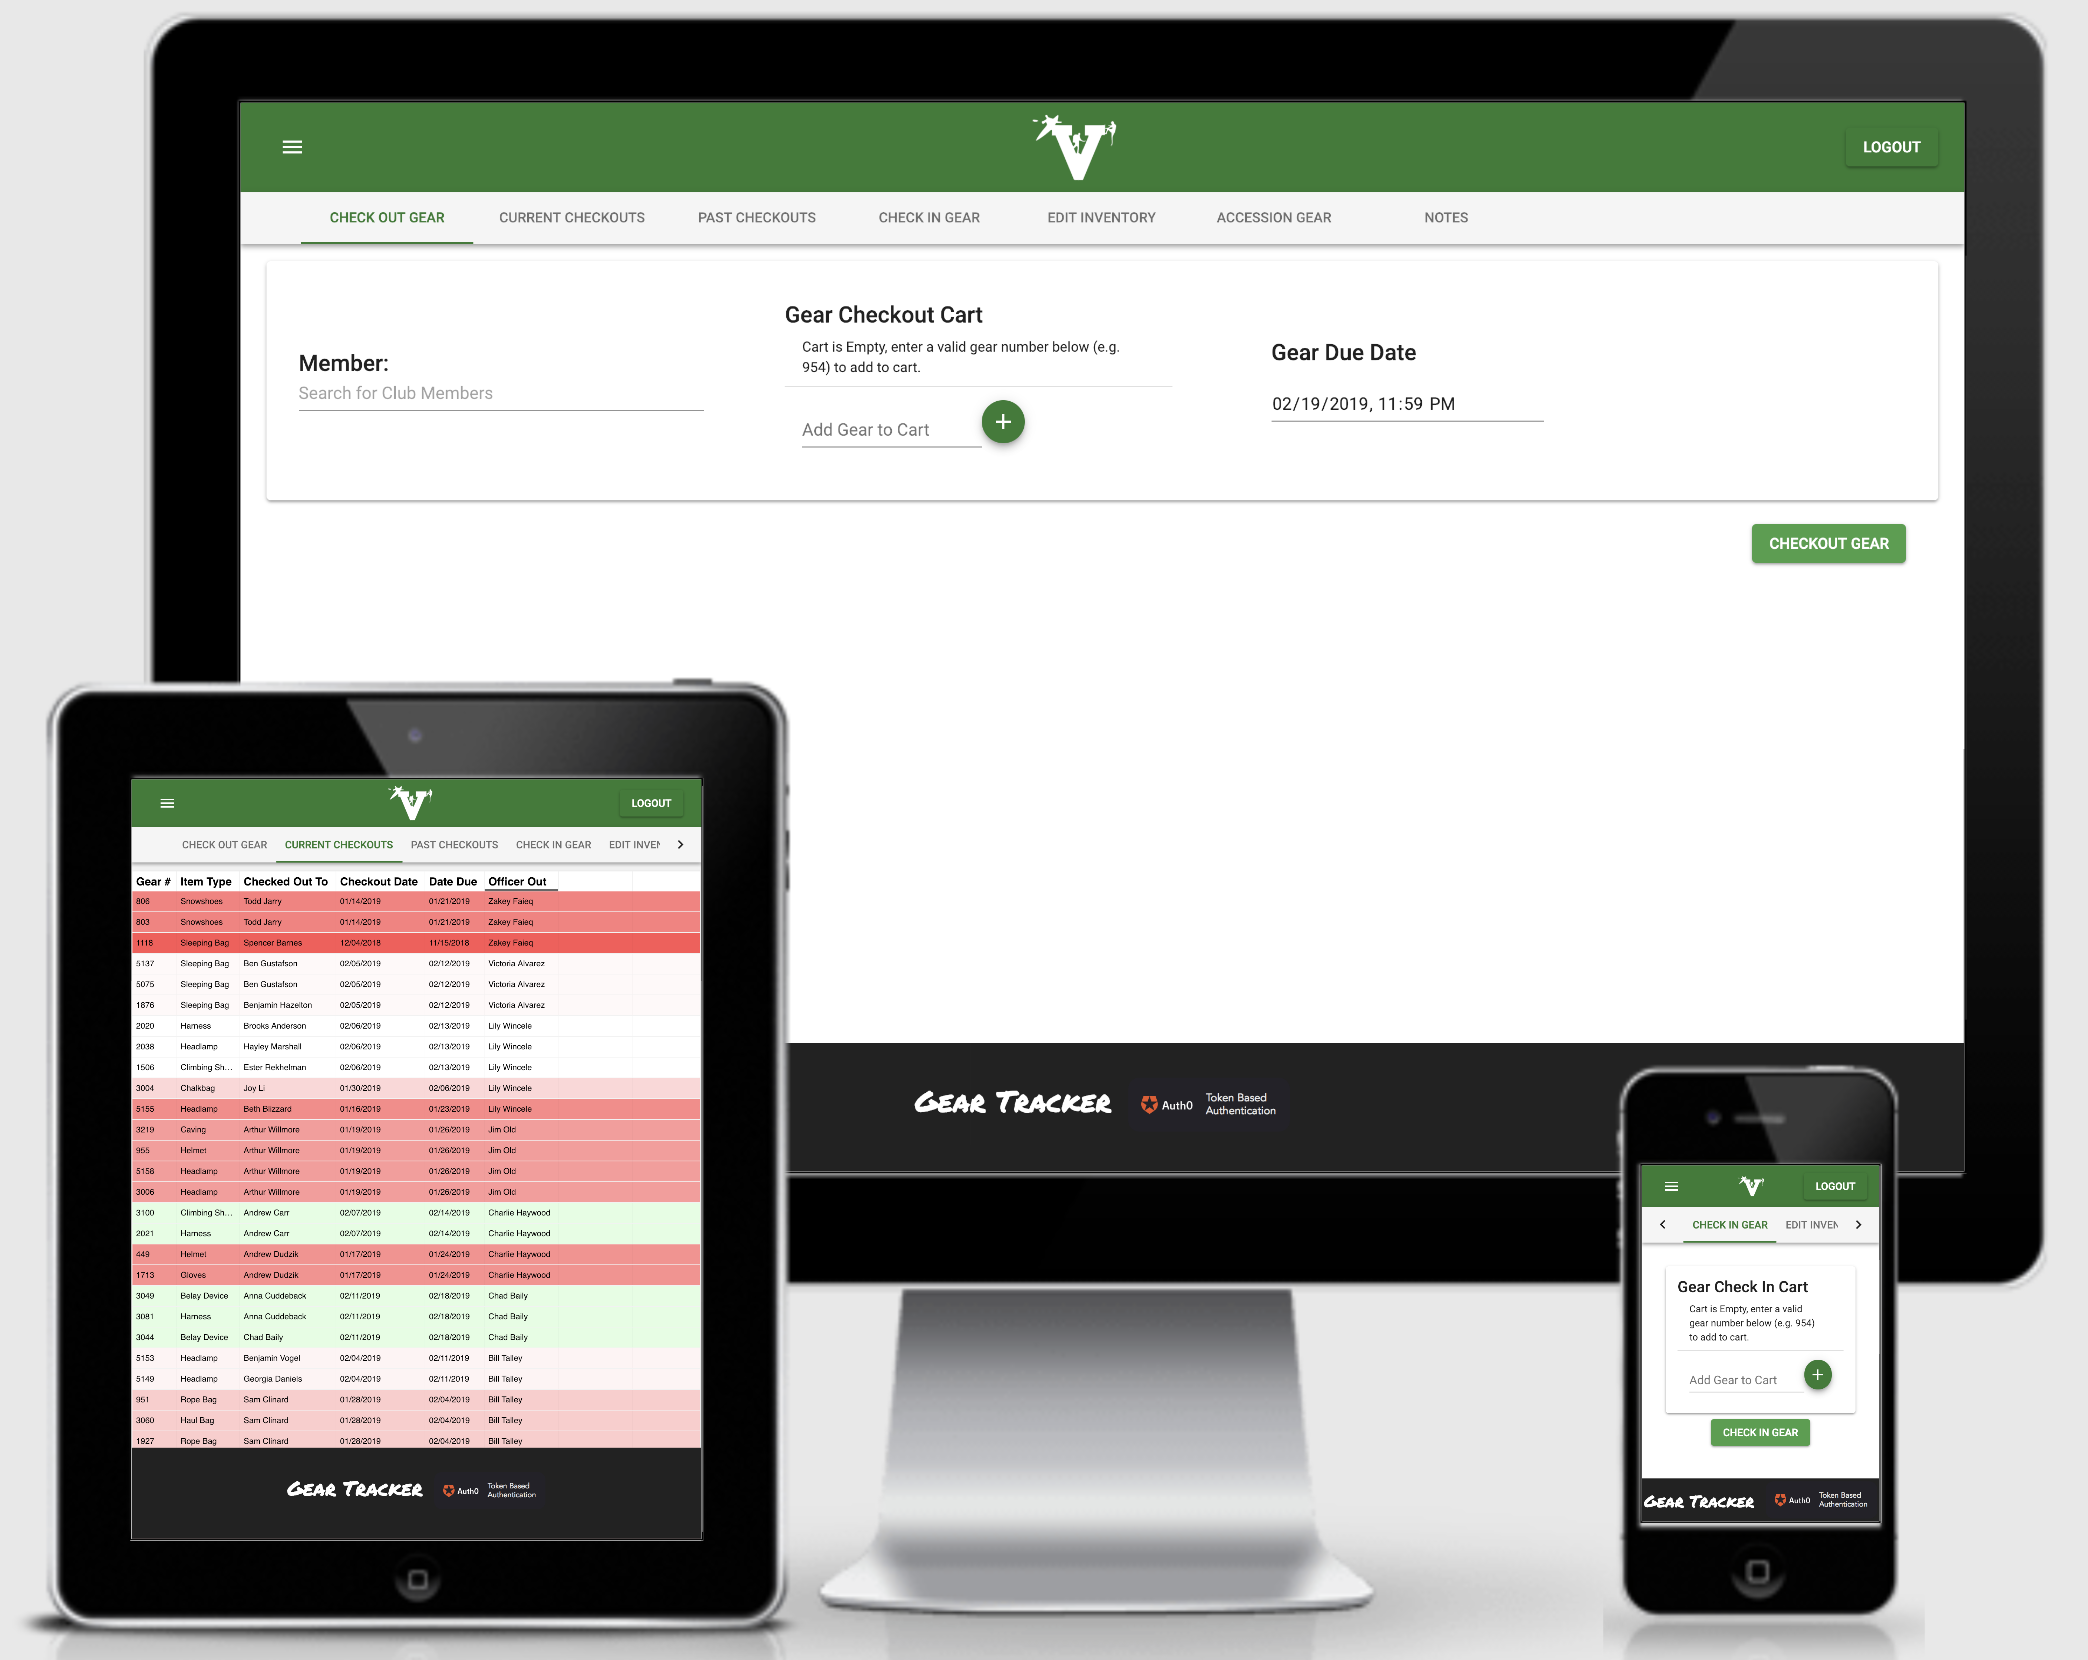 LOGOUT
CHECK OUT GEAR CURRENT CHECKOUTS PAST CHECKOUTS CHECK IN GEAR EDIT INVENTORY ACCESSION GEAR NOTES
Member:
Search for Club Members
Gear Checkout Cart
Cart is Empty, enter a valid gear number below (e.g.
954) to add to cart.
Add Gear to Cart
Gear Due Date
02/19/2019, 11:59 PM
CHECKOUT GEAR
GEAR TRACKER
Auth0
Token Based
Authentication
LOGOUT
CHECK OUT GEAR CURRENT CHECKOUTS PAST CHECKOUTS CHECK IN GEAR EDIT INVEN
Gear # Item Type Checked Out To Checkout Date Date Due Officer Out
806 Snowshoes Todd Jarry 01/14/2019 01/21/2019 Zakey Faieq
803 Snowshoes Todd Jarry 01/14/2019 01/21/2019 Zakey Faieq
1118 Sleeping Bag Spencer Barnes 12/04/2018 11/15/2018 Zakey Faieq
5137 Sleeping Bag Ben Gustafson 02/05/2019 02/12/2019 Victoria Alvarez
5075 Sleeping Bag Ben Gustafson 02/05/2019 02/12/2019 Victoria Alvarez
1876 Sleeping Bag Benjamin Hazelton 02/05/2019 02/12/2019 Victoria Alvarez
2020 Harness Brooks Anderson 02/06/2019 02/13/2019 Lily Wincele
2038 Headlamp Hayley Marshall 02/06/2019 02/13/2019 Lily Wincele
1506 Climbing Sh... Ester Rekhelman 02/06/2019 02/13/2019 Lily Wincele
3004 Chalkbag Joy Li 01/30/2019 02/06/2019 Lily Wincele
5155 Headlamp Beth Blizzard 01/16/2019 01/23/2019 Lily Wincele
3219 Caving Arthur Willmore 01/19/2019 01/26/2019 Jim Old
955 Helmet Arthur Willmore 01/19/2019 01/26/2019 Jim Old
5158 Headlamp Arthur Willmore 01/19/2019 01/26/2019 Jim Old
3006 Headlamp Arthur Willmore 01/19/2019 01/26/2019 Jim Old
3100 Climbing Sh... Andrew Carr 02/07/2019 02/14/2019 Charlie Haywood
2021 Harness Andrew Carr 02/07/2019 02/14/2019 Charlie Haywood
449 Helmet Andrew Dudzik 01/17/2019 01/24/2019 Charlie Haywood
1713 Gloves Andrew Dudzik 01/17/2019 01/24/2019 Charlie Haywood
3049 Belay Device Anna Cuddeback 02/11/2019 02/18/2019 Chad Baily
3081 Harness Anna Cuddeback 02/11/2019 02/18/2019 Chad Baily
3044 Belay Device Chad Baily 02/11/2019 02/18/2019 Chad Baily
5153 Headlamp Benjamin Vogel 02/04/2019 02/11/2019 Bill Talley
5149 Headlamp Georgia Daniels 02/04/2019 02/11/2019 Bill Talley
951 Rope Bag Sam Clinard 01/28/2019 02/04/2019 Bill Talley
3060 Haul Bag Sam Clinard 01/28/2019 02/04/2019 Bill Talley
1927 Rope Bag Sam Clinard 01/28/2019 02/04/2019 Bill Talley
GEAR TRACKER
Auth0
Token Based
Authentication
LOGOUT
CHECK IN GEAR EDIT INVEN
Gear Check In Cart
Cart is Empty, enter a valid
gear number below (e.g. 954)
to add to cart.
Add Gear to Cart
CHECK IN GEAR
GEAR TRACKER
Auth0
Token Based
Authentication